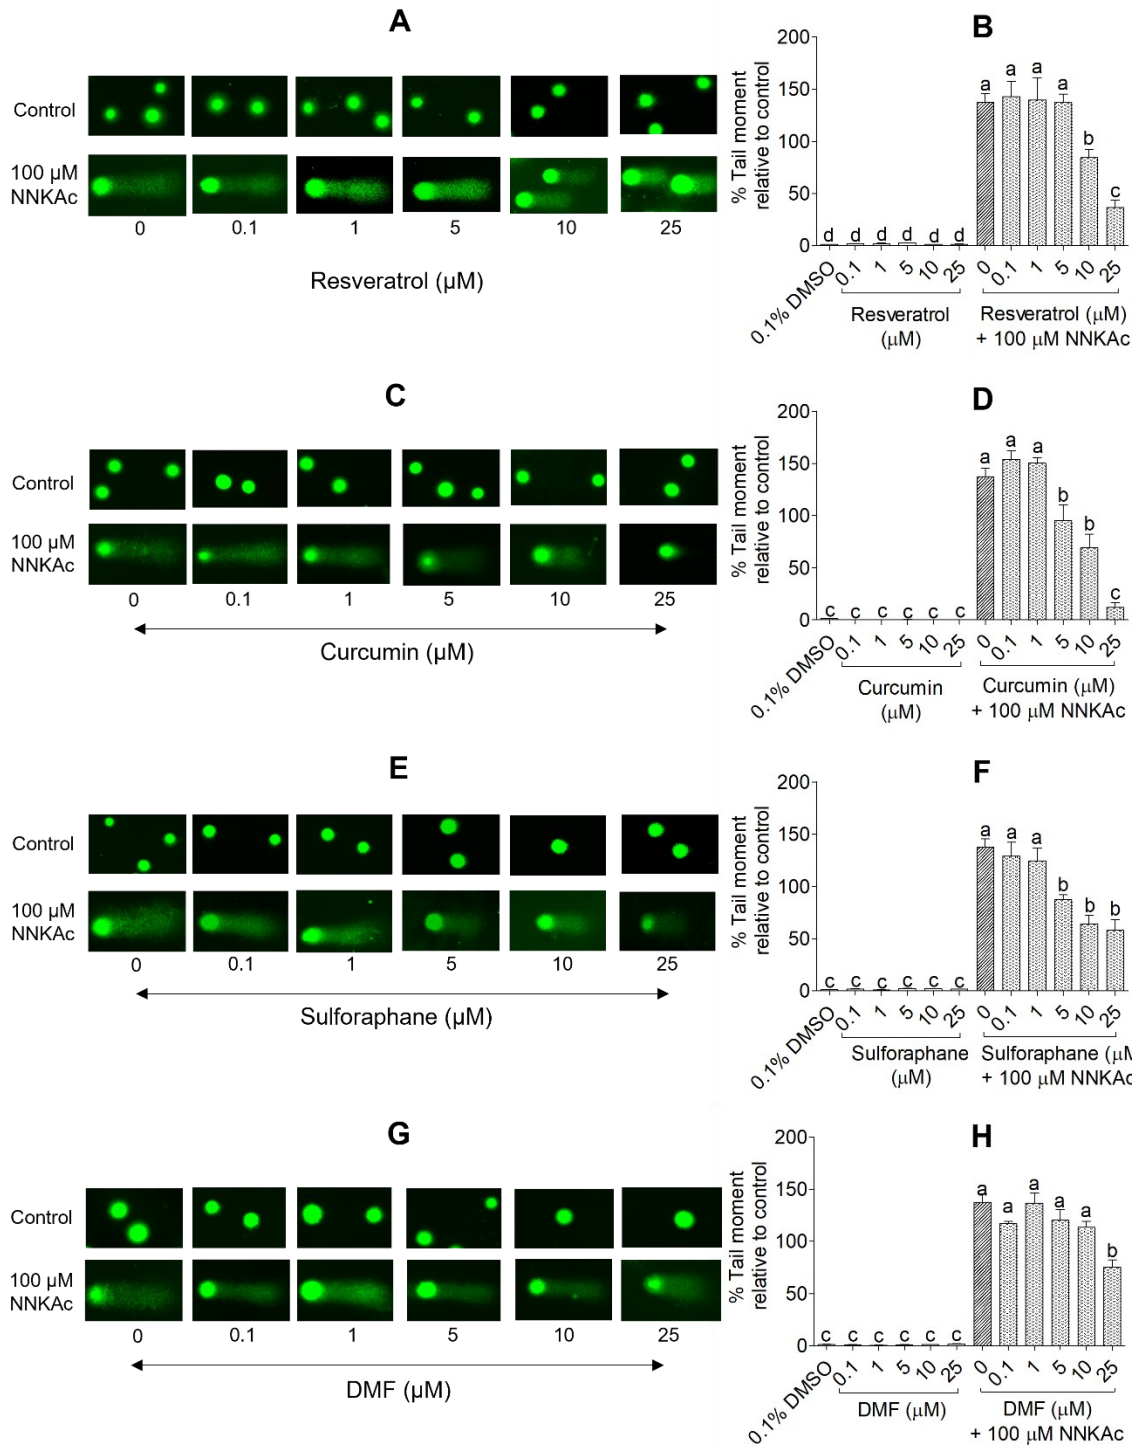 A
Control
100 µM
NNKAc
0 0.1 1 5 10 25
Resveratrol (µM)
B
% Tail moment
relative to control
200
150
100
50
0
d d d d d d a a a a b c
0.1% DMSO 0.1 1 5 10 25 0 0.1 1 5 10 25
Resveratrol
(µM)
Resveratrol (µM)
+ 100 µM NNKAc
C
Control
100 µM
NNKAc
0 0.1 1 5 10 25
Curcumin (µM)
D
% Tail moment
relative to control
200
150
100
50
0
c c c c c c a a a b b c
0.1% DMSO 0.1 1 5 10 25 0 0.1 1 5 10 25
Curcumin
(µM)
Curcumin (µM)
+ 100 µM NNKAc
E
Control
100 µM
NNKAc
0 0.1 1 5 10 25
Sulforaphane (µM)
F
% Tail moment
relative to control
200
150
100
50
0
c c c c c c a a a b b b
0.1% DMSO 0.1 1 5 10 25 0 0.1 1 5 10 25
Sulforaphane
(µM)
Sulforaphane (µM
+ 100 µM NNKAc
G
Control
100 µM
NNKAc
0 0.1 1 5 10 25
DMF (µM)
H
% Tail moment
relative to control
200
150
100
50
0
c c c c c c a a a a a b
0.1% DMSO 0.1 1 5 10 25 0 0.1 1 5 10 25
DMF (µM)
DMF (µM)
+ 100 µM NNKAc